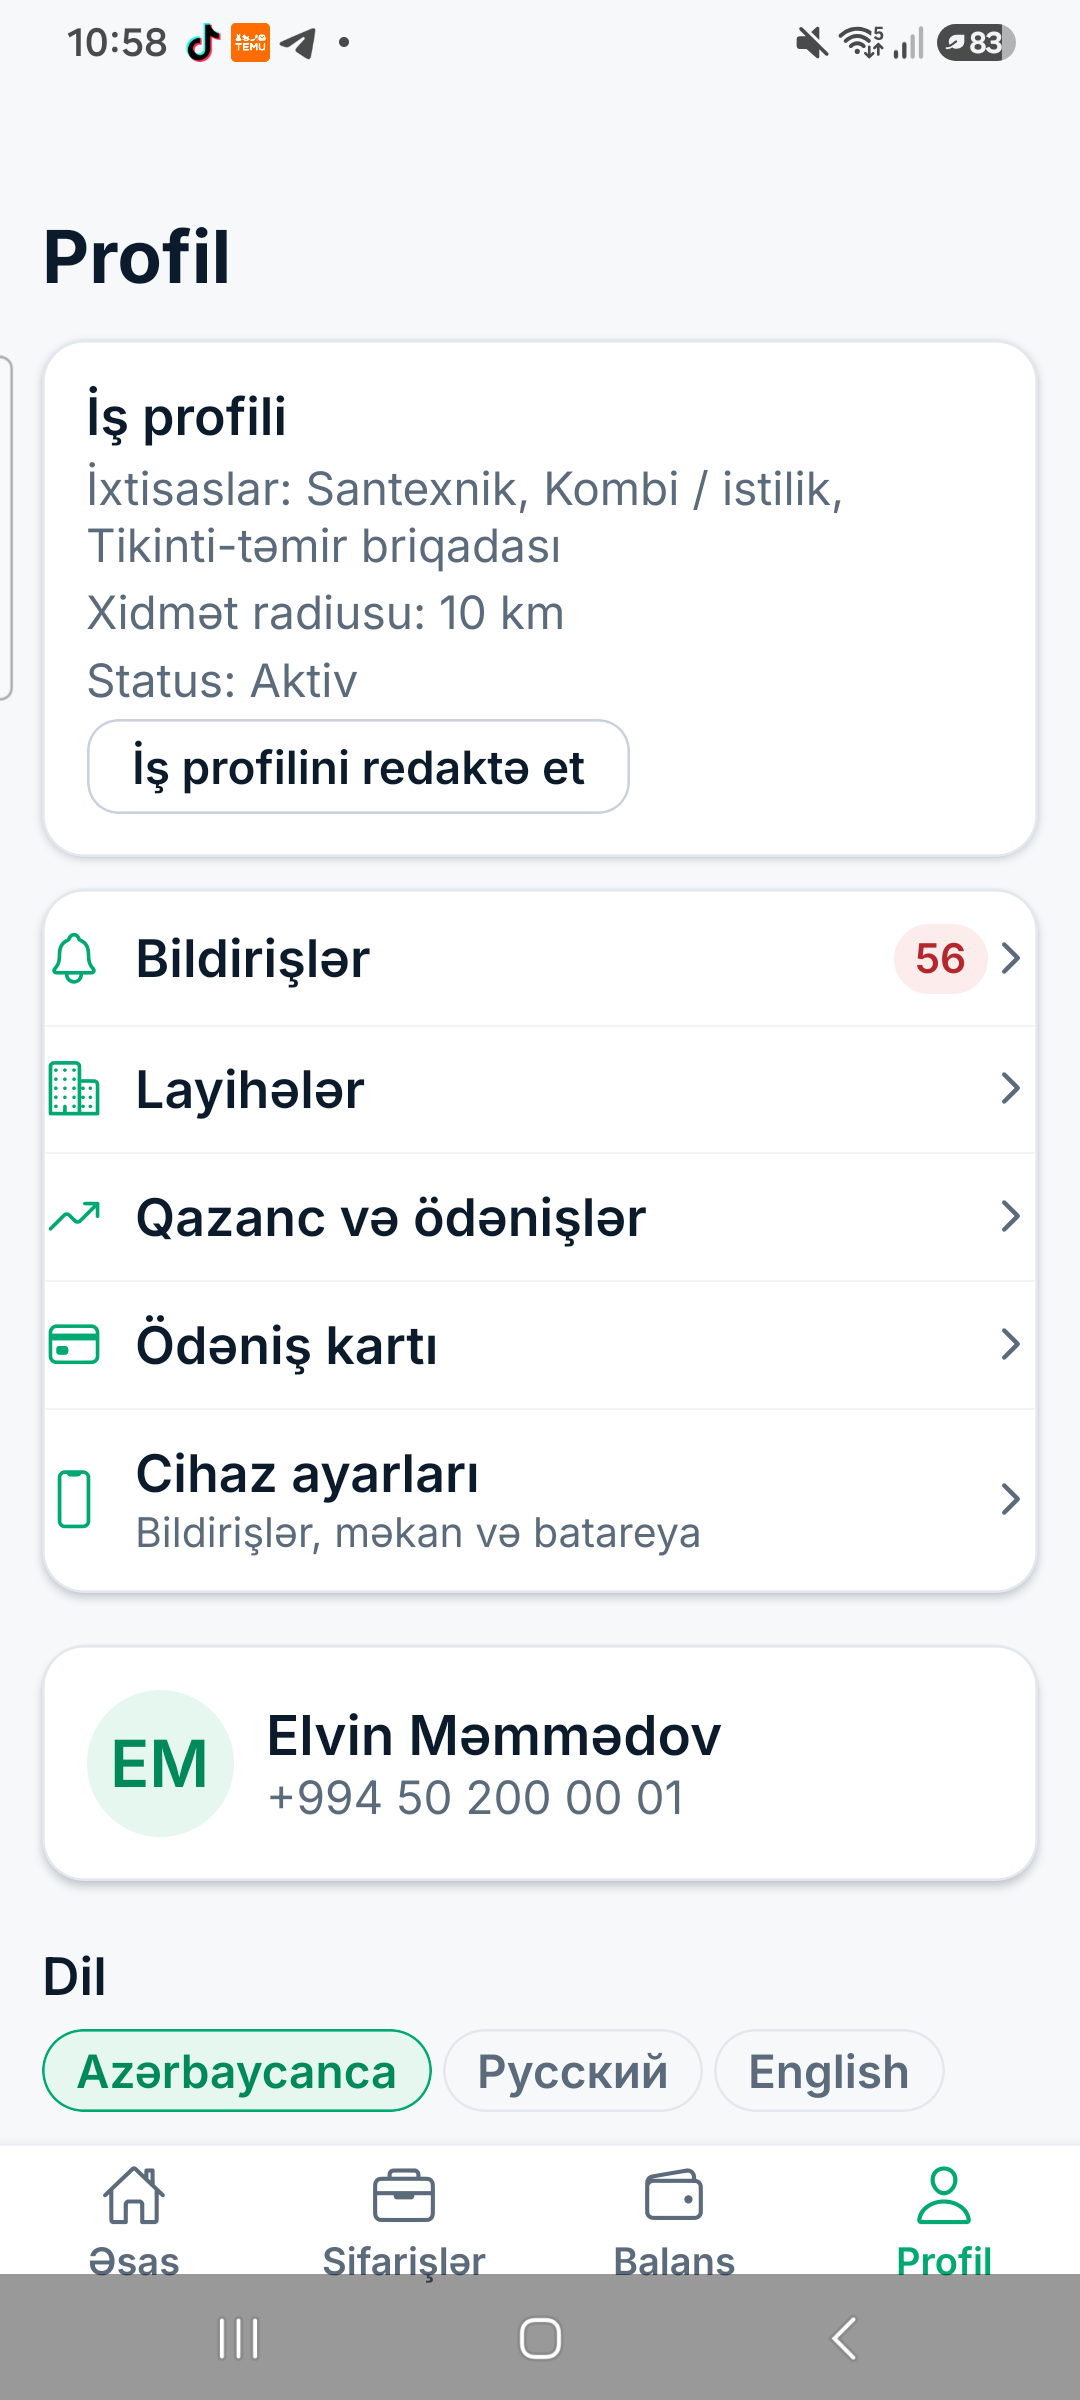 10:58
TEMU
5
83
Profil
İş profili
İxtisaslar: Santexnik, Kombi / istilik,
Tikinti-təmir briqadası
Xidmət radiusu: 10 km
Status: Aktiv
İş profilini redaktə et
Bildirişlər 56
Layihələr
Qazanc və ödənişlər
Ödəniş kartı
Cihaz ayarları
Bildirişlər, məkan və batareya
EM
Elvin Məmmədov
+994 50 200 00 01
Dil
Azərbaycanca Русский English
Əsas Sifarişlər Balans Profil